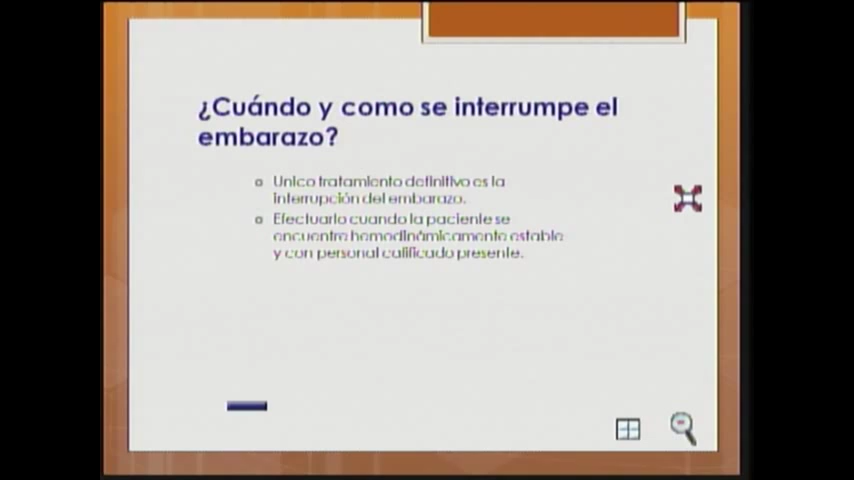 ¿Cuándo y como se interrumpe el
embarazo?
Unico tratamiento definitivo es la
interrupción del embarazo.
Efectuarlo cuando la paciente se
encuentre hemodinámicamente estable
y con personal calificado presente.